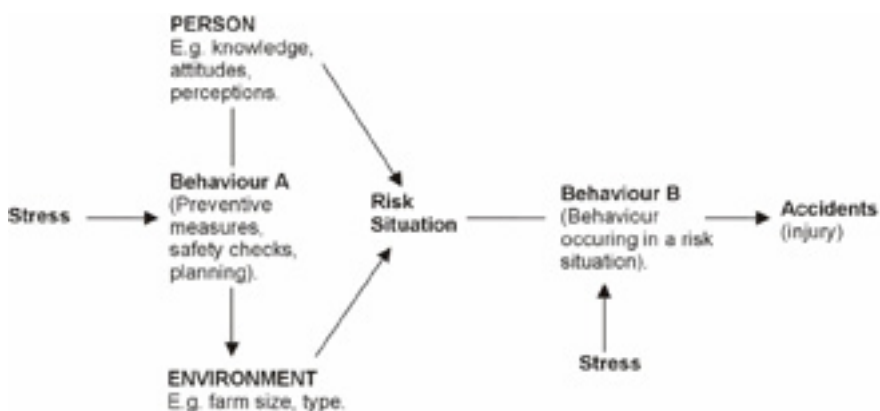 PERSON
E.g. knowledge,
attitudes,
perceptions.
Stress
Behaviour A
(Preventive
measures,
safety checks,
planning).
Risk
Situation
Behaviour B
(Behaviour
occuring in a risk
situation).
Accidents
(injury)
Stress
ENVIRONMENT
E.g. farm size, type.